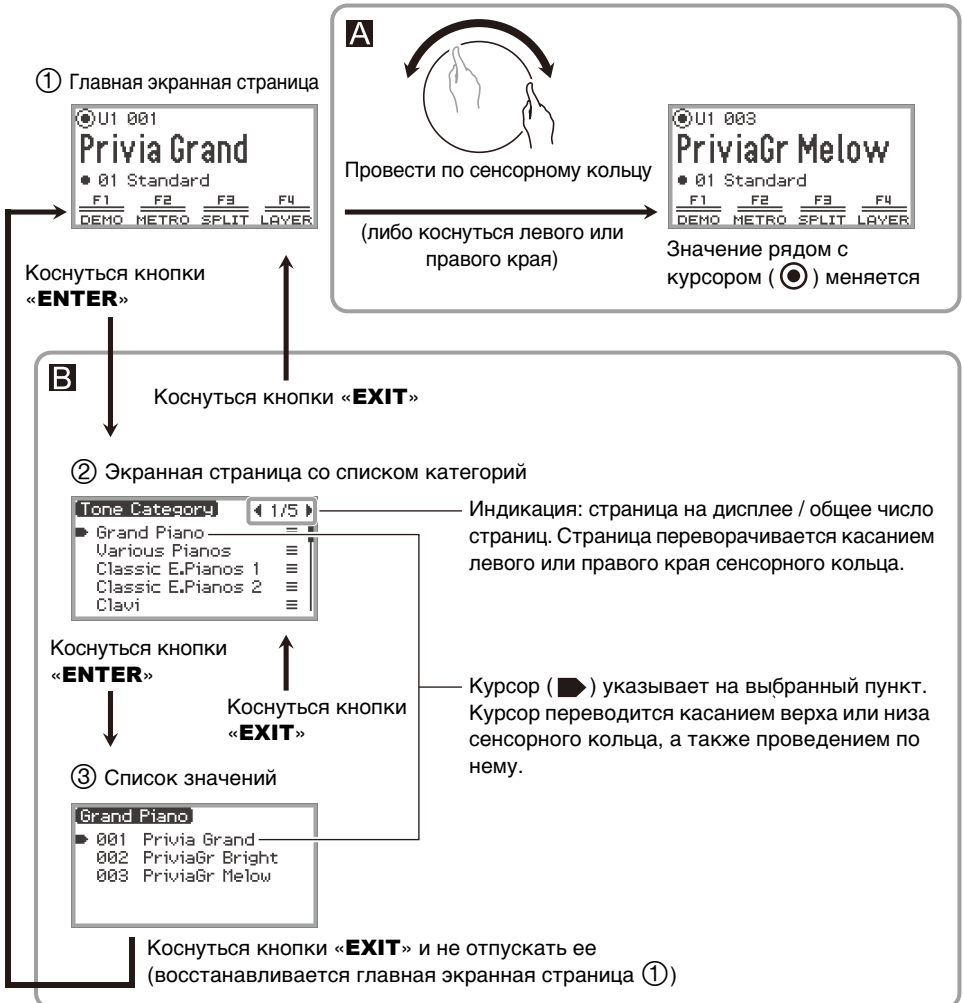 A
① Главная экранная страница
U1 001
Privia Grand
01 Standard
F1 F2 F3 F4
DEMO METRO SPLIT LAYER
Провести по сенсорному кольцу
(либо коснуться левого или
правого края)
U1 003
PriviaGr Melow
01 Standard
F1 F2 F3 F4
DEMO METRO SPLIT LAYER
Значение рядом с
курсором ( ) меняется
Коснуться кнопки
«ENTER»
B
Коснуться кнопки «EXIT»
② Экранная страница со списком категорий
Tone Category 1/5
Grand Piano
Various Pianos
Classic E.Pianos 1
Classic E.Pianos 2
Clavi
Индикация: страница на дисплее / общее число
страниц. Страница переворачивается касанием
левого или правого края сенсорного кольца.
Коснуться кнопки
«ENTER»
Коснуться кнопки
«EXIT»
Курсор ( ) указывает на выбранный пункт.
Курсор переводится касанием верха или низа
сенсорного кольца, а также проведением по
нему.
③ Список значений
Grand Piano
001 Privia Grand
002 PriviaGr Bright
003 PriviaGr Melow
Коснуться кнопки «EXIT» и не отпускать ее
(восстанавливается главная экранная страница ①)